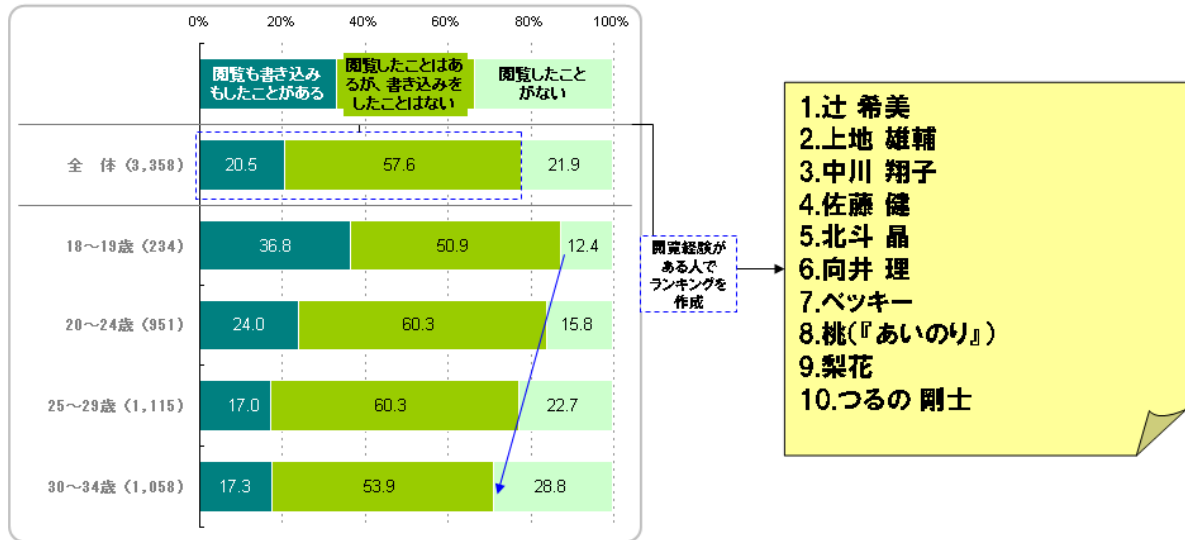 0% 20% 40% 60% 80% 100%
閲覧も書き込み
もしたことがある
閲覧したことはあ
るが、書き込みを
したことはない
閲覧したこと
がない
全 体 (3,358) 20.5 57.6 21.9
18～19歳 (234) 36.8 50.9 12.4
20～24歳 (951) 24.0 60.3 15.8
25～29歳 (1,115) 17.0 60.3 22.7
30～34歳 (1,058) 17.3 53.9 28.8
閲覧経験が
ある人で
ランキングを
作成
1.辻 希美
2.上地 雄輔
3.中川 翔子
4.佐藤 健
5.北斗 晶
6.向井 理
7.ベッキー
8.桃(『あいのり』)
9.梨花
10.つるの 剛士